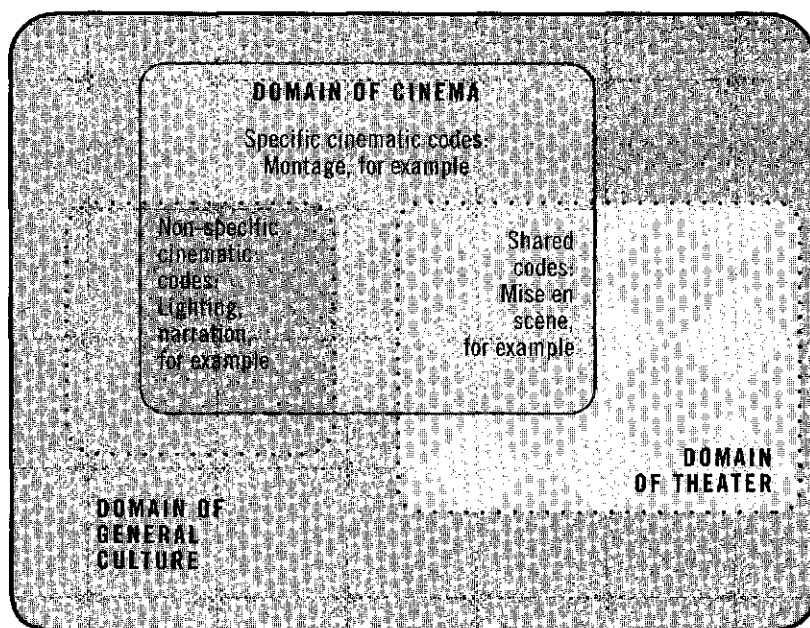 DOMAIN OF CINEMA
Specific cinematic codes:
Montage, for example
Non-specific
cinematic
codes:
Lighting,
narration,
for example
Shared
codes:
Mise en
scène,
for example
DOMAIN
OF THEATER
DOMAIN OF
GENERAL
CULTURE